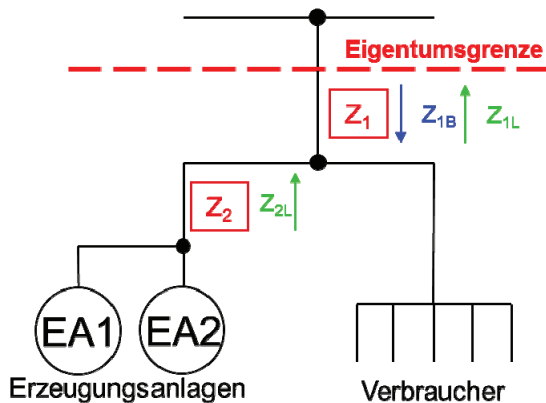 Eigentumsgrenze
Z1 Z1B Z1L
Z2 Z2L
EA1 EA2
Erzeugungsanlagen
Verbraucher